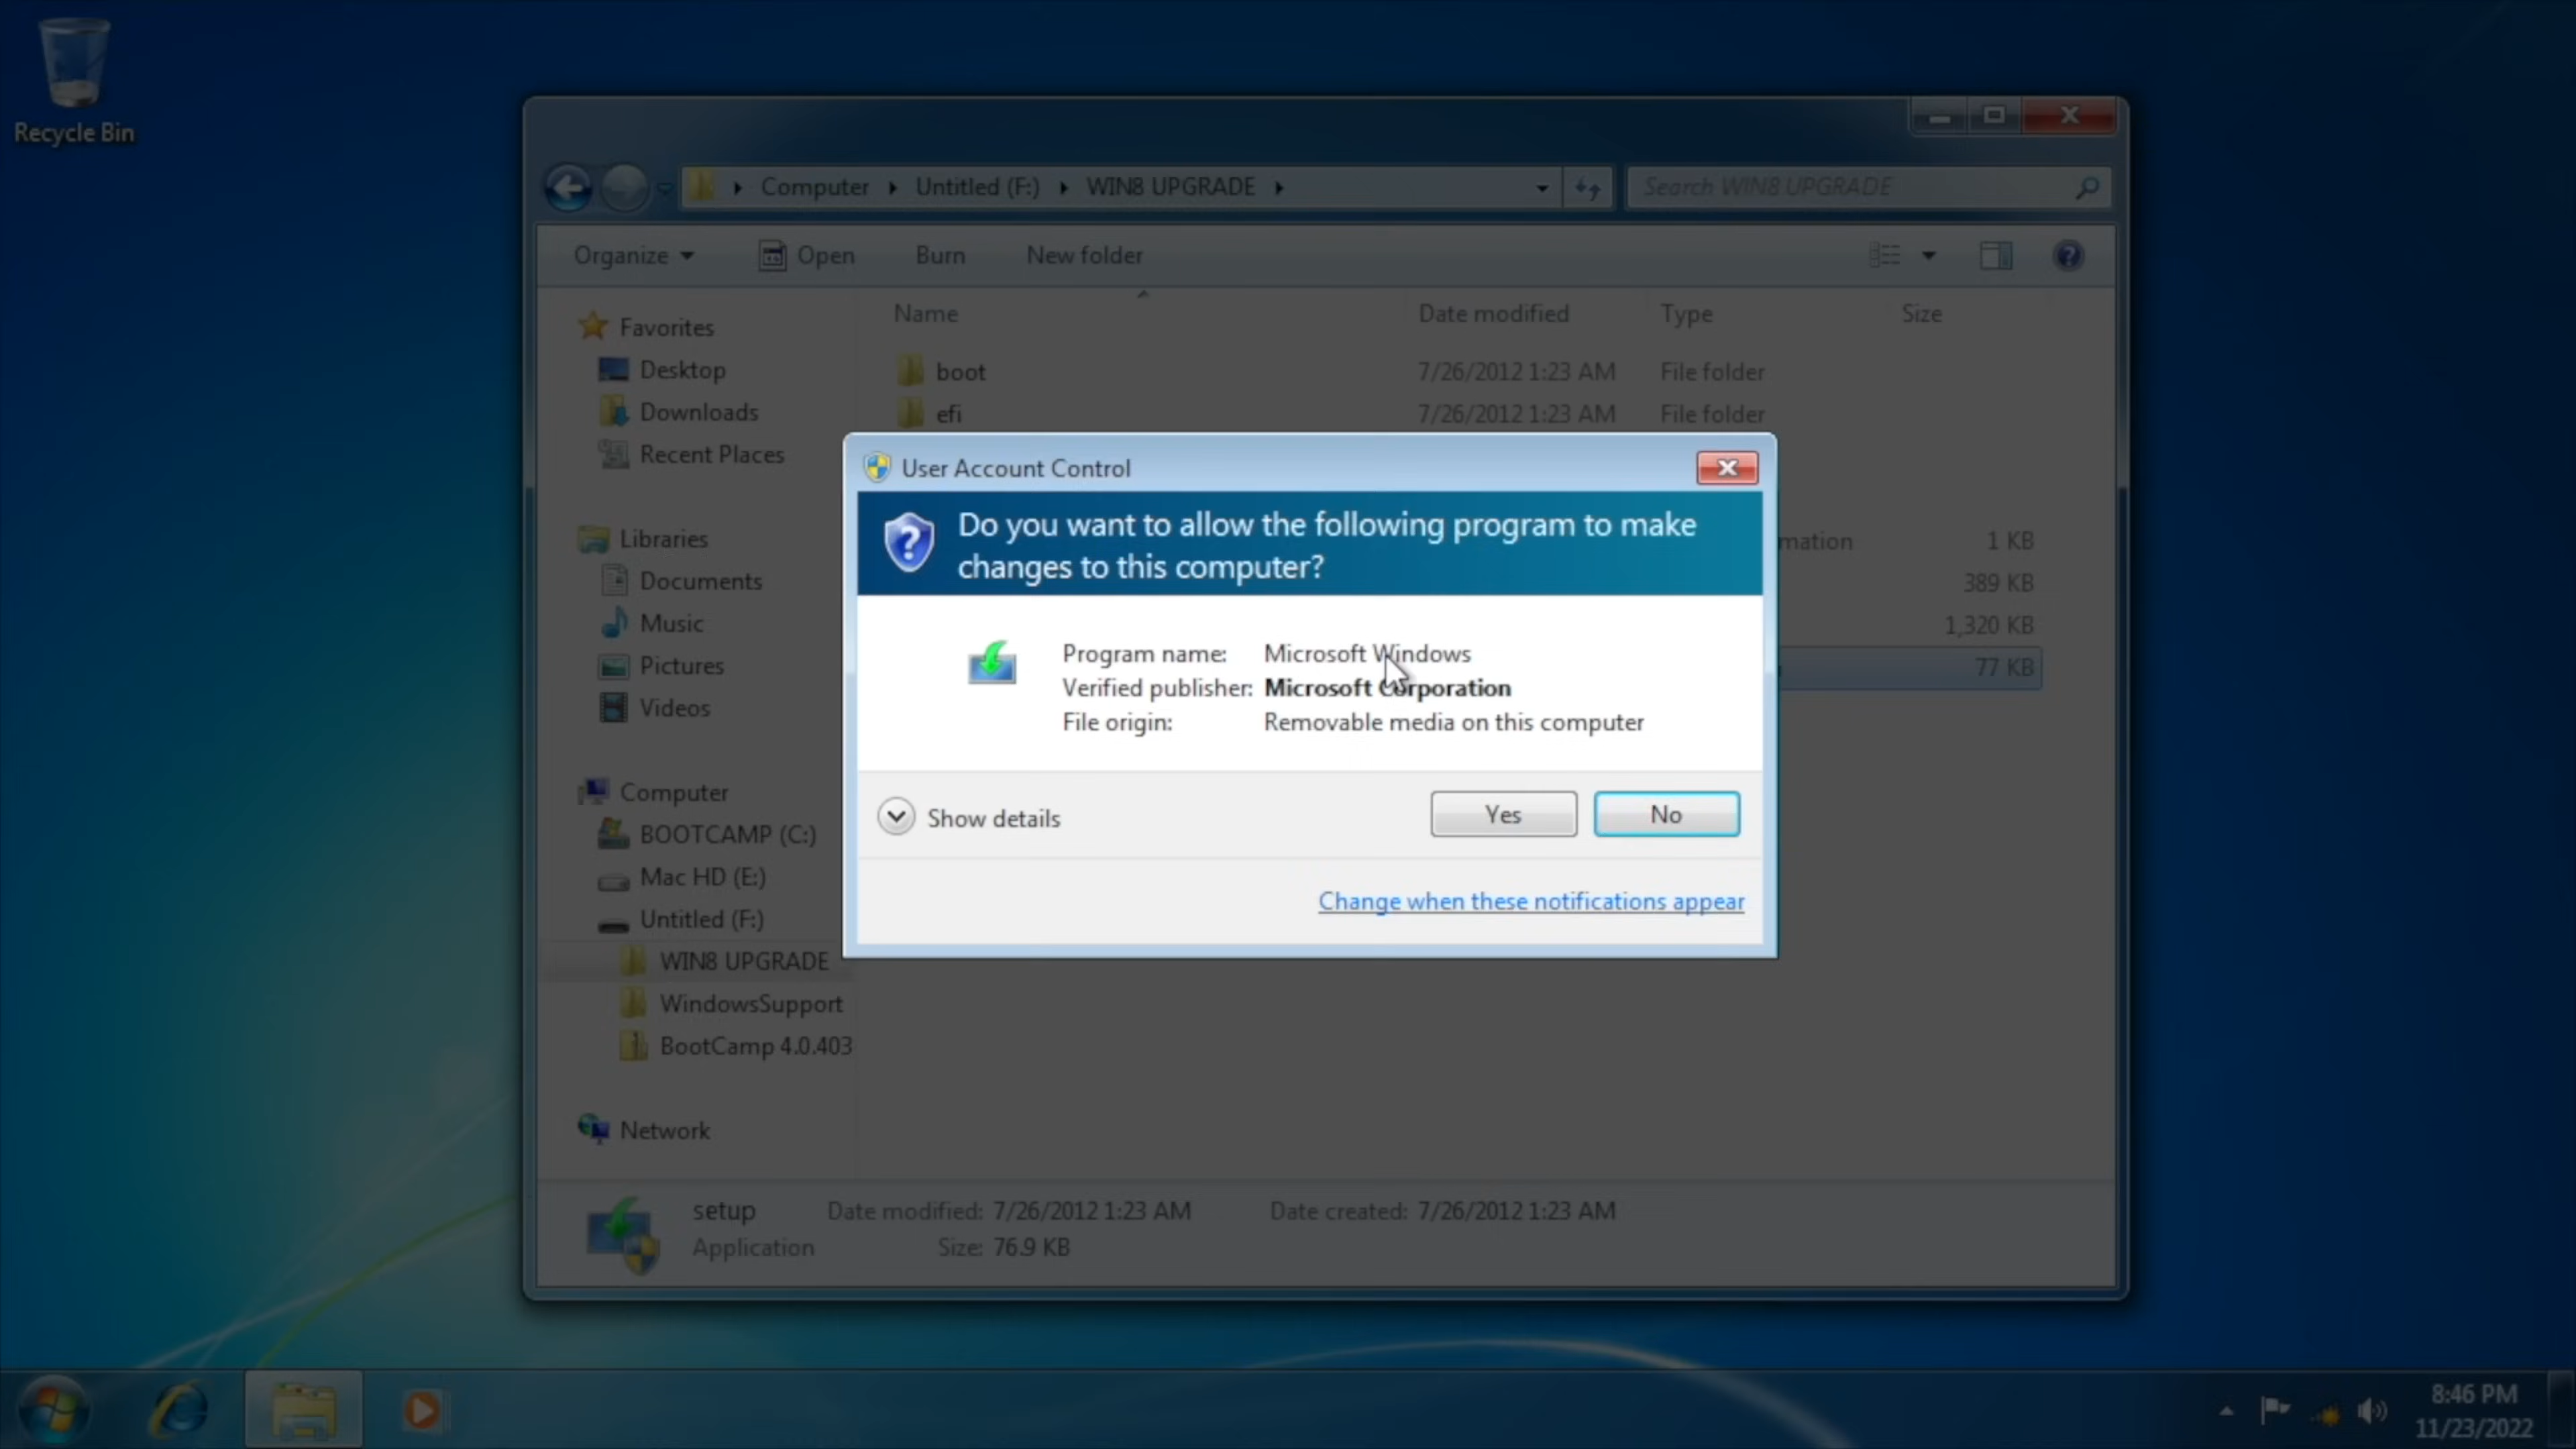 Recycle Bin
Computer Untitled (F:) WIN8 UPGRADE
Search WIN8 UPGRADE
Organize Open Burn New folder
Name Date modified Type Size
Favorites
Desktop
Downloads
Recent Places
Libraries
Documents
Music
Pictures
Videos
Computer
BOOTCAMP (C:)
Mac HD (E:)
Untitled (F:)
WIN8 UPGRADE
WindowsSupport
BootCamp 4.0.403
Network
boot 7/26/2012 1:23 AM File folder
efi 7/26/2012 1:23 AM File folder
mation 1 KB
389 KB
1,320 KB
77 KB
User Account Control
Do you want to allow the following program to make
changes to this computer?
Program name: Microsoft Windows
Verified publisher: Microsoft Corporation
File origin: Removable media on this computer
Show details
Yes
No
Change when these notifications appear
setup Date modified: 7/26/2012 1:23 AM Date created: 7/26/2012 1:23 AM
Application Size: 76.9 KB
8:46 PM
11/23/2022